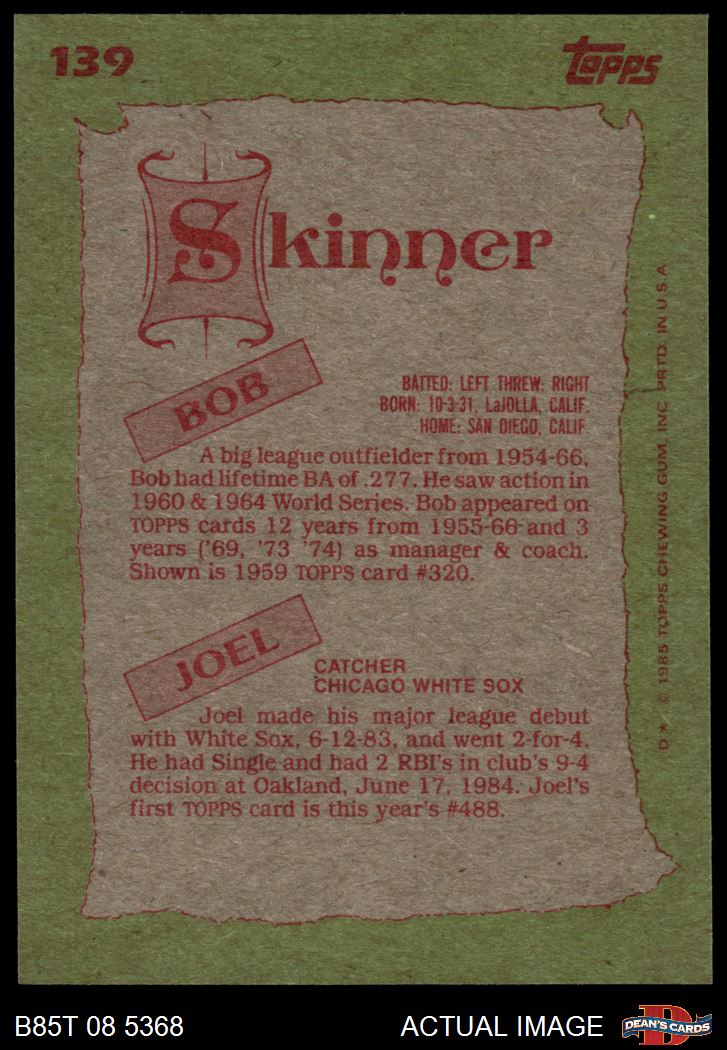 139
TOPPS
Skinner
BOB
BATTED: LEFT THREW: RIGHT
BORN: 10-3-31, LaJOLLA, CALIF.
HOME: SAN DIEGO, CALIF.
A big league outfielder from 1954-66,
Bob had lifetime BA of .277. He saw action in
1960 & 1964 World Series. Bob appeared on
TOPPS cards 12 years from 1955-66 and 3
years ('69, '73 '74) as manager & coach.
Shown is 1959 TOPPS card #320.
JOEL
CATCHER
CHICAGO WHITE SOX
Joel made his major league debut
with White Sox, 6-12-83, and went 2-for-4.
He had Single and had 2 RBI's in club's 9-4
decision at Oakland, June 17, 1984. Joel's
first TOPPS card is this year's #488.
D* © 1985 TOPPS CHEWING GUM, INC. PRTD. IN U.S.A.
B85T 08 5368
ACTUAL IMAGE
D
DEAN'S CARDS